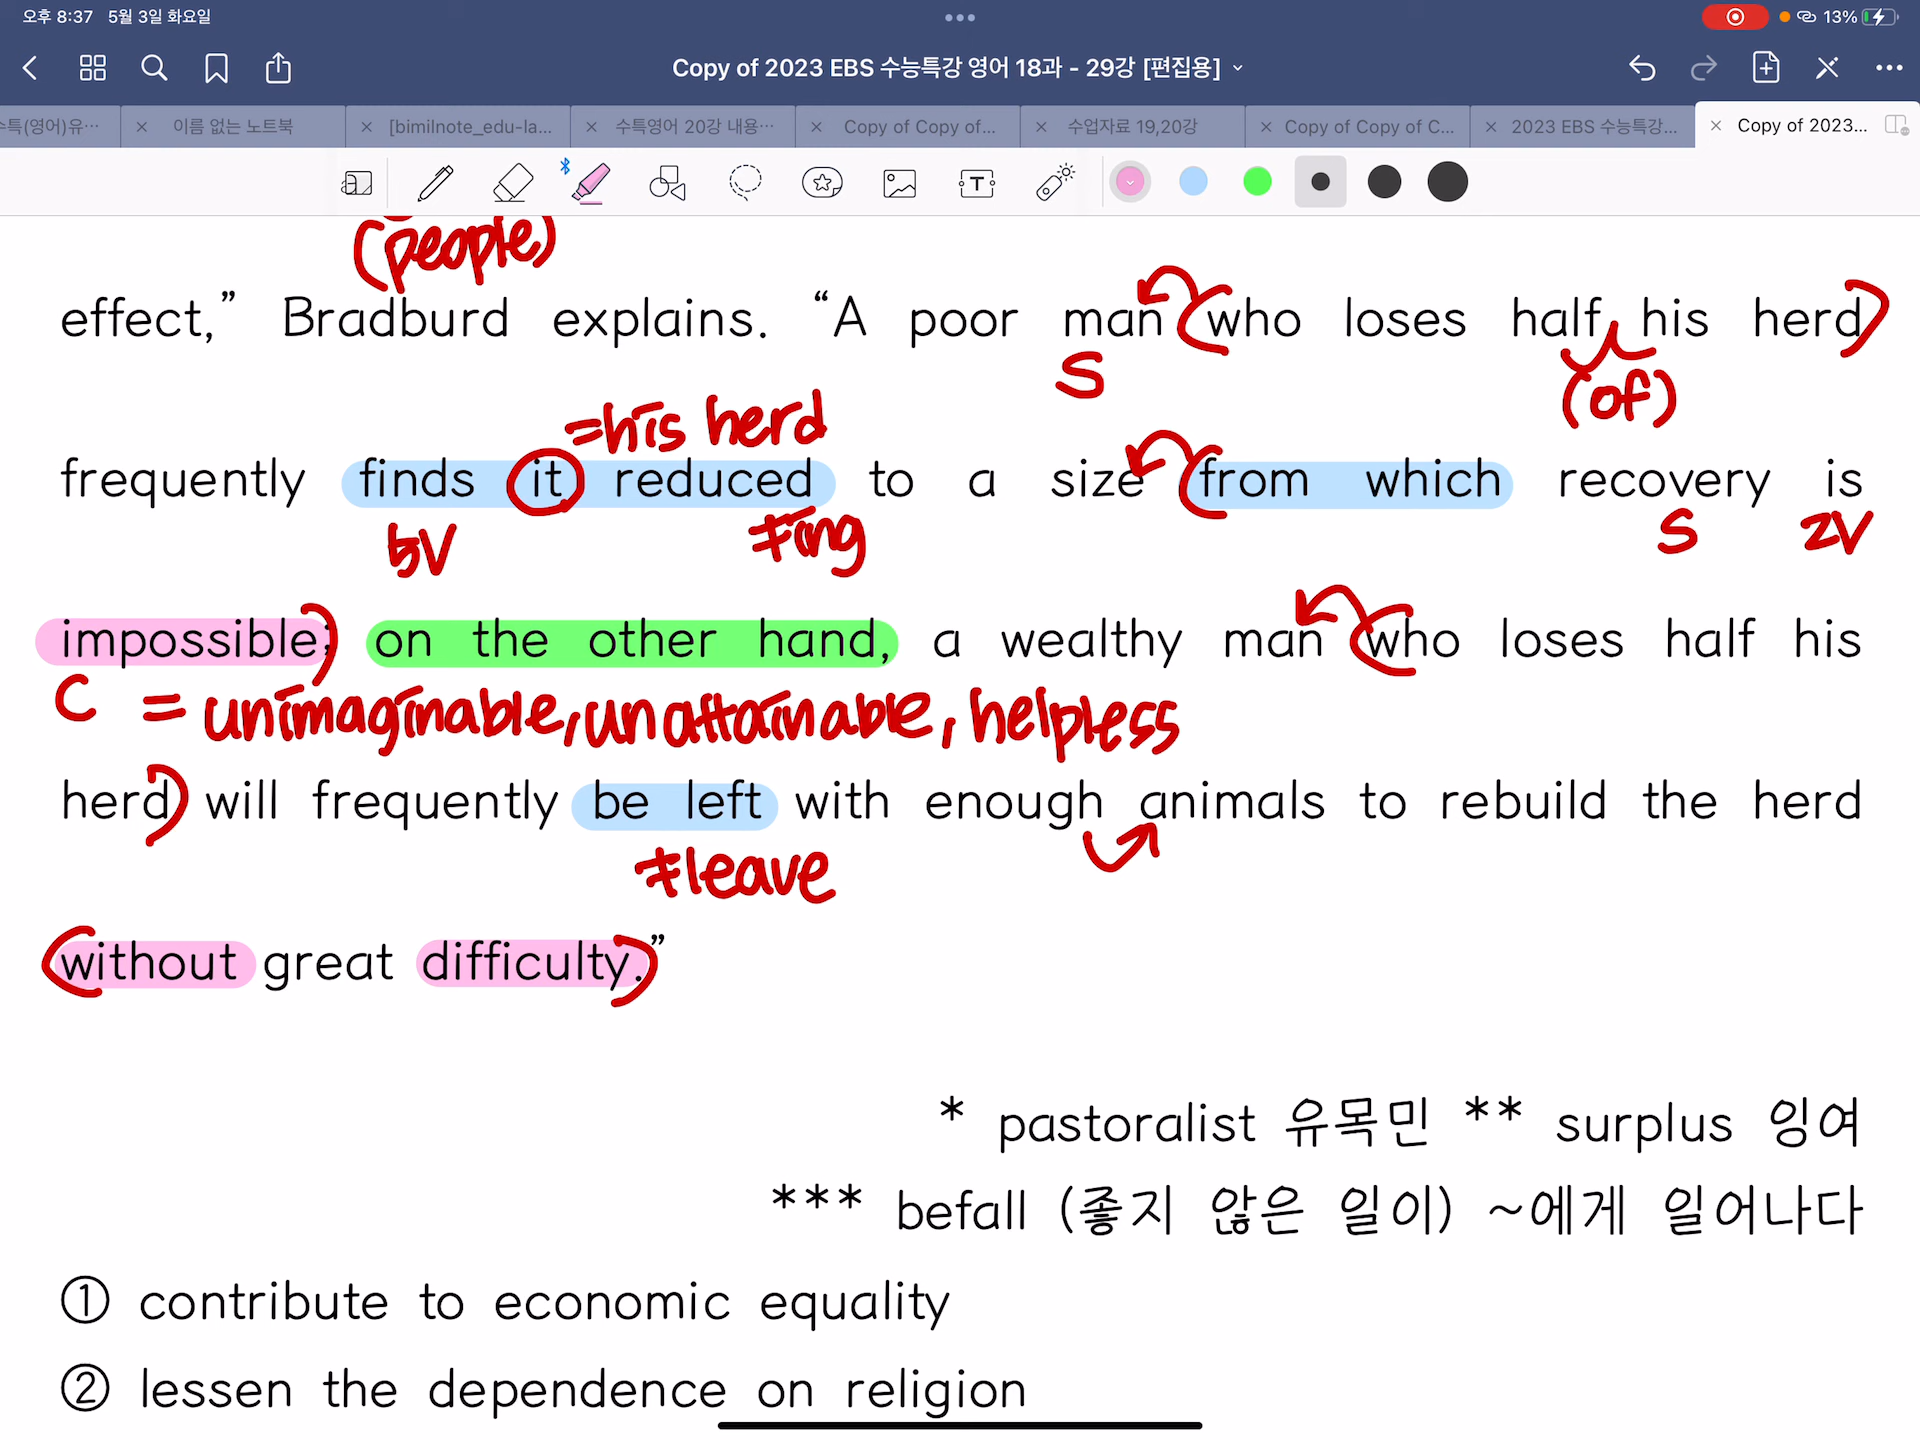 오후 8:37 5월 3일 화요일
13%
Copy of 2023 EBS 수능특강 영어 18과 - 29강 [편집용]
수특(영어)유... 이름 없는 노트북 [bimilnote_edu-la... 수특영어 20강 내용... Copy of Copy of... 수업자료 19,20강 Copy of Copy of C... 2023 EBS 수능특강... Copy of 2023...
(people)
effect,” Bradburd explains. “A poor man who loses half his herd
S (of)
=his herd
frequently finds it reduced to a size from which recovery is
5V ≠ing S 2V
impossible; on the other hand, a wealthy man who loses half his
C = unimaginable, unattainable, helpless
herd will frequently be left with enough animals to rebuild the herd
≠leave
without great difficulty.”
* pastoralist 유목민 ** surplus 잉여
*** befall (좋지 않은 일이) ~에게 일어나다
① contribute to economic equality
② lessen the dependence on religion